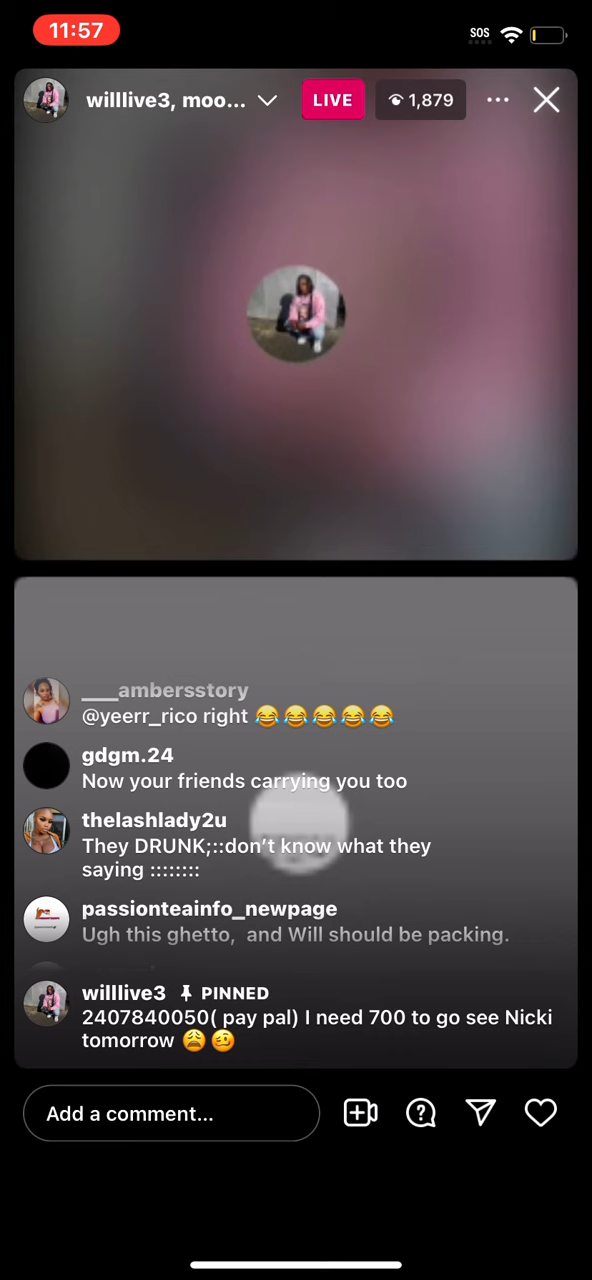 11:57
SOS
willlive3, moo...
LIVE
1,879
___ambersstory
@yeerr_rico right 😂😂😂😂😂
gdgm.24
Now your friends carrying you too
thelashlady2u
They DRUNK;::don't know what they
saying ::::::::
passionteainfo_newpage
Ugh this ghetto,  and Will should be packing.
willlive3 PINNED
2407840050( pay pal) I need 700 to go see Nicki
tomorrow 😩🥴
Add a comment...